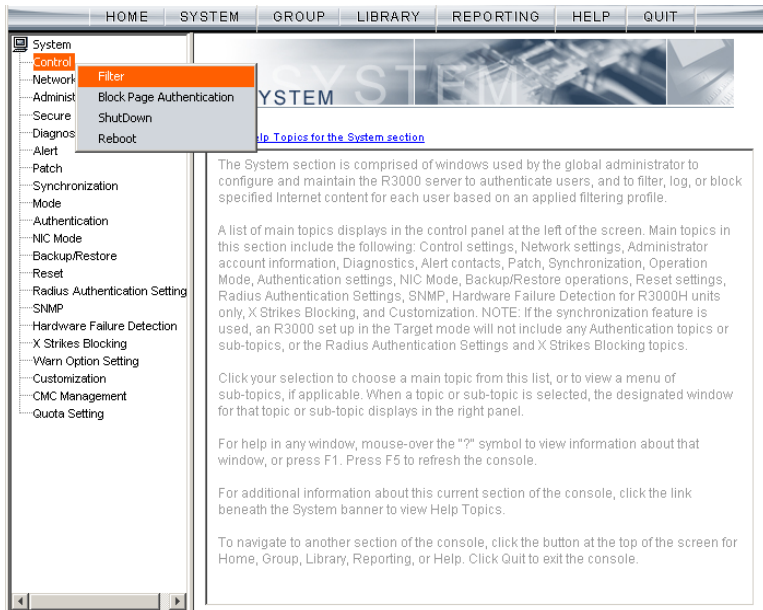 HOME SYSTEM GROUP LIBRARY REPORTING HELP QUIT
System
Control
Network
Administ
Secure
Diagnos
Alert
Patch
Synchronization
Mode
Authentication
NIC Mode
Backup/Restore
Reset
Radius Authentication Setting
SNMP
Hardware Failure Detection
X Strikes Blocking
Warn Option Setting
Customization
CMC Management
Quota Setting
Filter
Block Page Authentication
ShutDown
Reboot
SYSTEM
YSTEM
elp Topics for the System section
The System section is comprised of windows used by the global administrator to
configure and maintain the R3000 server to authenticate users, and to filter, log, or block
specified Internet content for each user based on an applied filtering profile.
A list of main topics displays in the control panel at the left of the screen. Main topics in
this section include the following: Control settings, Network settings, Administrator
account information, Diagnostics, Alert contacts, Patch, Synchronization, Operation
Mode, Authentication settings, NIC Mode, Backup/Restore operations, Reset settings,
Radius Authentication Settings, SNMP, Hardware Failure Detection for R3000H units
only, X Strikes Blocking, and Customization. NOTE: If the synchronization feature is
used, an R3000 set up in the Target mode will not include any Authentication topics or
sub-topics, or the Radius Authentication Settings and X Strikes Blocking topics.
Click your selection to choose a main topic from this list, or to view a menu of
sub-topics, if applicable. When a topic or sub-topic is selected, the designated window
for that topic or sub-topic displays in the right panel.
For help in any window, mouse-over the "?" symbol to view information about that
window, or press F1. Press F5 to refresh the console.
For additional information about this current section of the console, click the link
beneath the System banner to view Help Topics.
To navigate to another section of the console, click the button at the top of the screen for
Home, Group, Library, Reporting, or Help. Click Quit to exit the console.